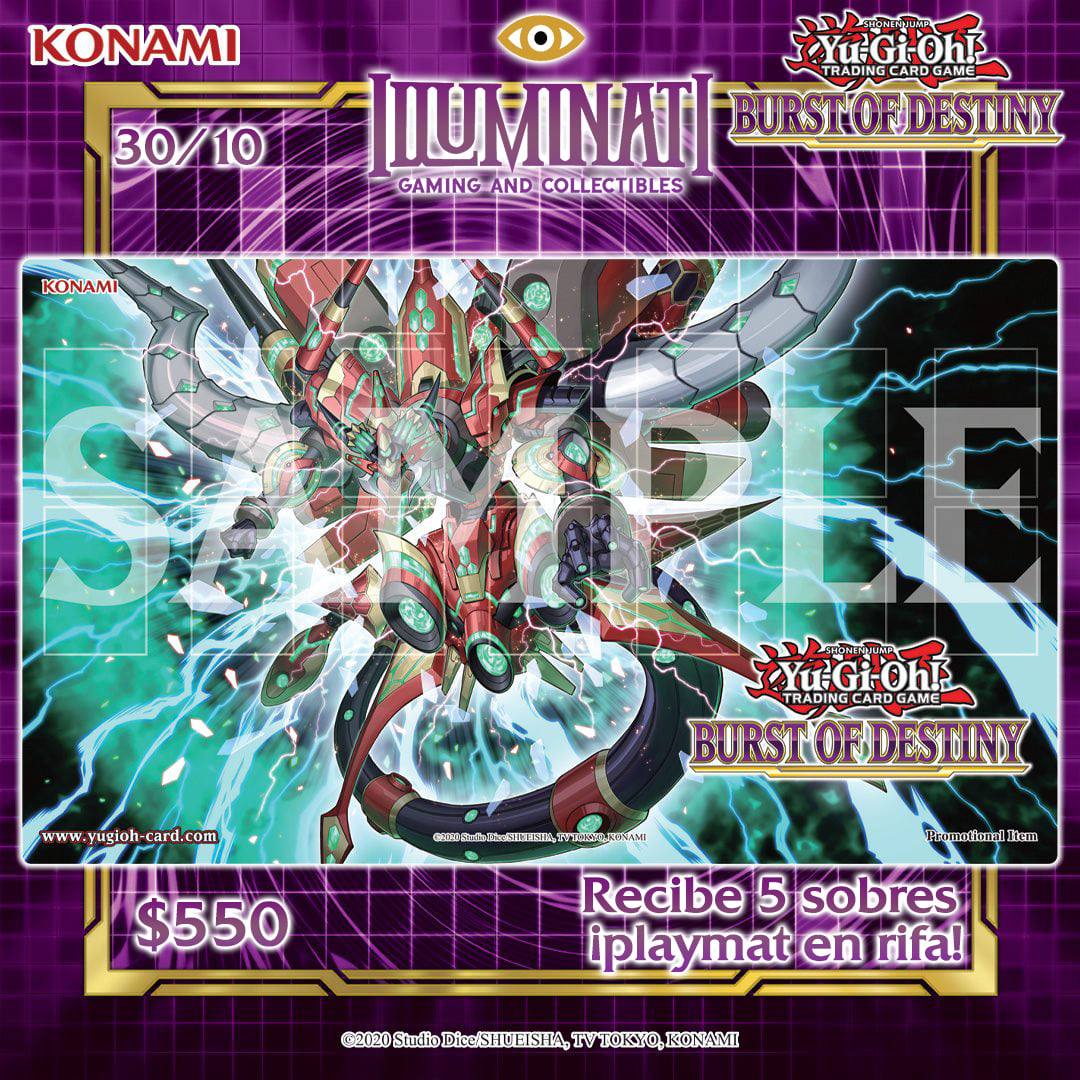 KONAMI
ILLUMINATI
GAMING AND COLLECTIBLES
SHONEN JUMP
Yu-Gi-Oh!
TRADING CARD GAME
BURST OF DESTINY
30/10
KONAMI
SAMPLE
SHONEN JUMP
Yu-Gi-Oh!
TRADING CARD GAME
BURST OF DESTINY
www.yugioh-card.com
©2020 Studio Dice/SHUEISHA, TV TOKYO, KONAMI
Promotional Item
$550
Recibe 5 sobres
¡playmat en rifa!
©2020 Studio Dice/SHUEISHA, TV TOKYO, KONAMI